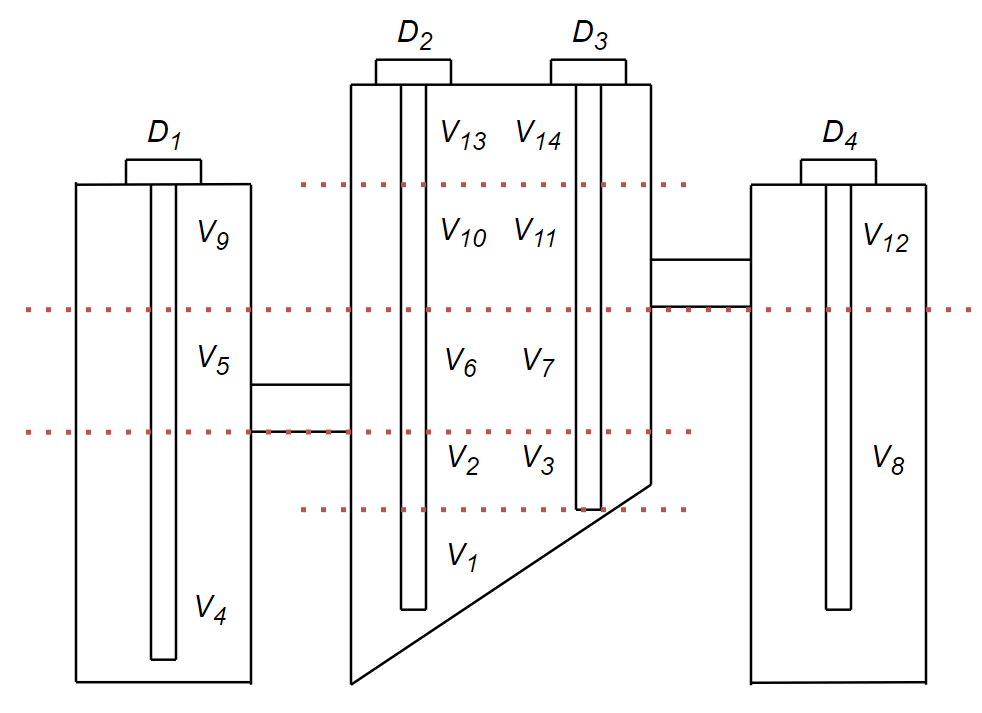 D₂ D₃
D₁ V₁₃ V₁₄ D₄
V₉ V₁₀ V₁₁ V₁₂
V₅ V₆ V₇
V₂ V₃ V₈
V₁
V₄